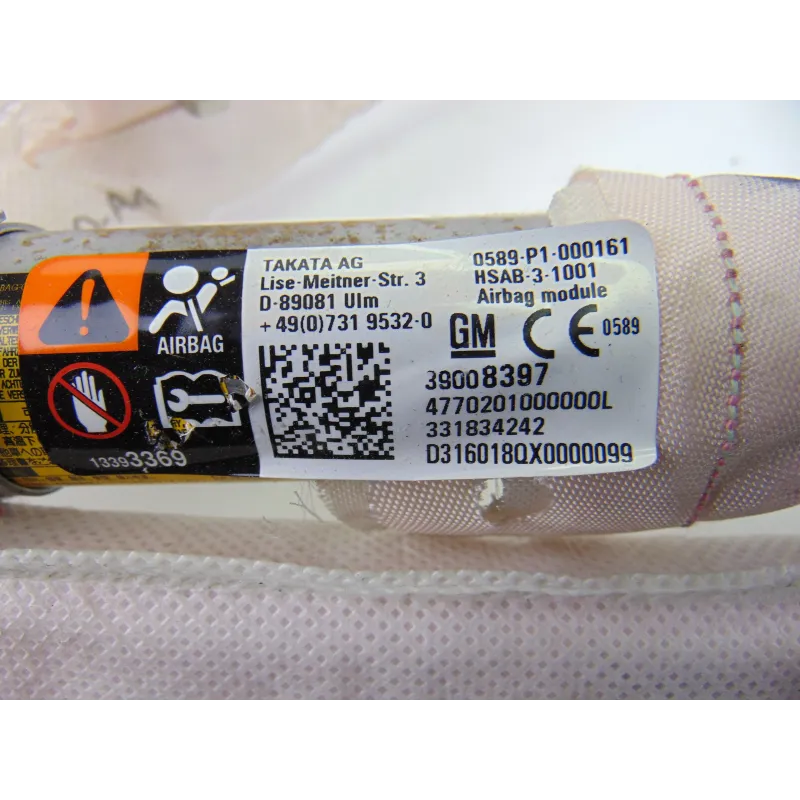 AIRBAG
13393369
TAKATA AG
Lise-Meitner-Str. 3
D-89081 Ulm
+49(0)731 9532-0
0589-P1-000161
HSAB-3-1001
Airbag module
GM CE 0589
39008397
4770201000000L
331834242
D316018QX0000099